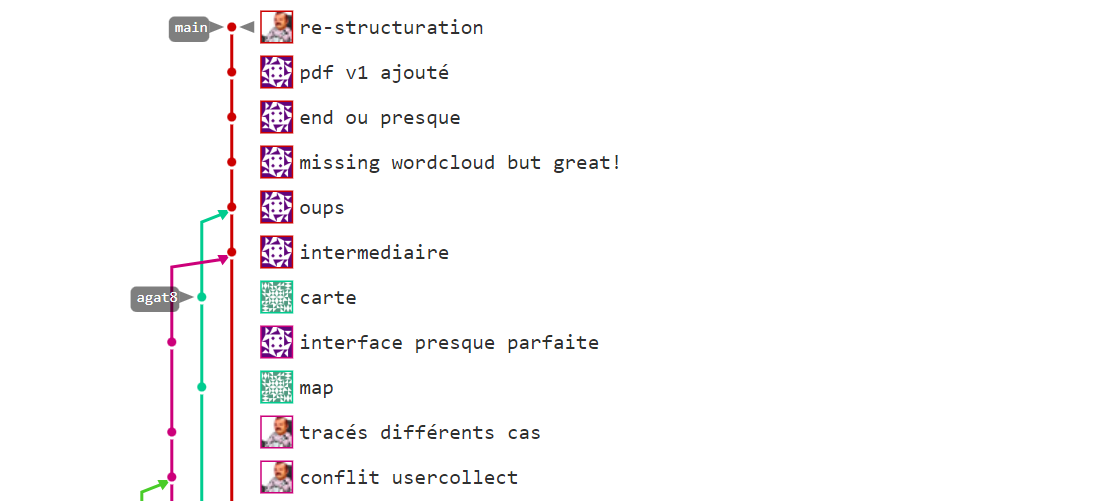 main re-structuration
pdf v1 ajouté
end ou presque
missing wordcloud but great!
oups
intermediaire
agat8 carte
interface presque parfaite
map
tracés différents cas
conflit usercollect